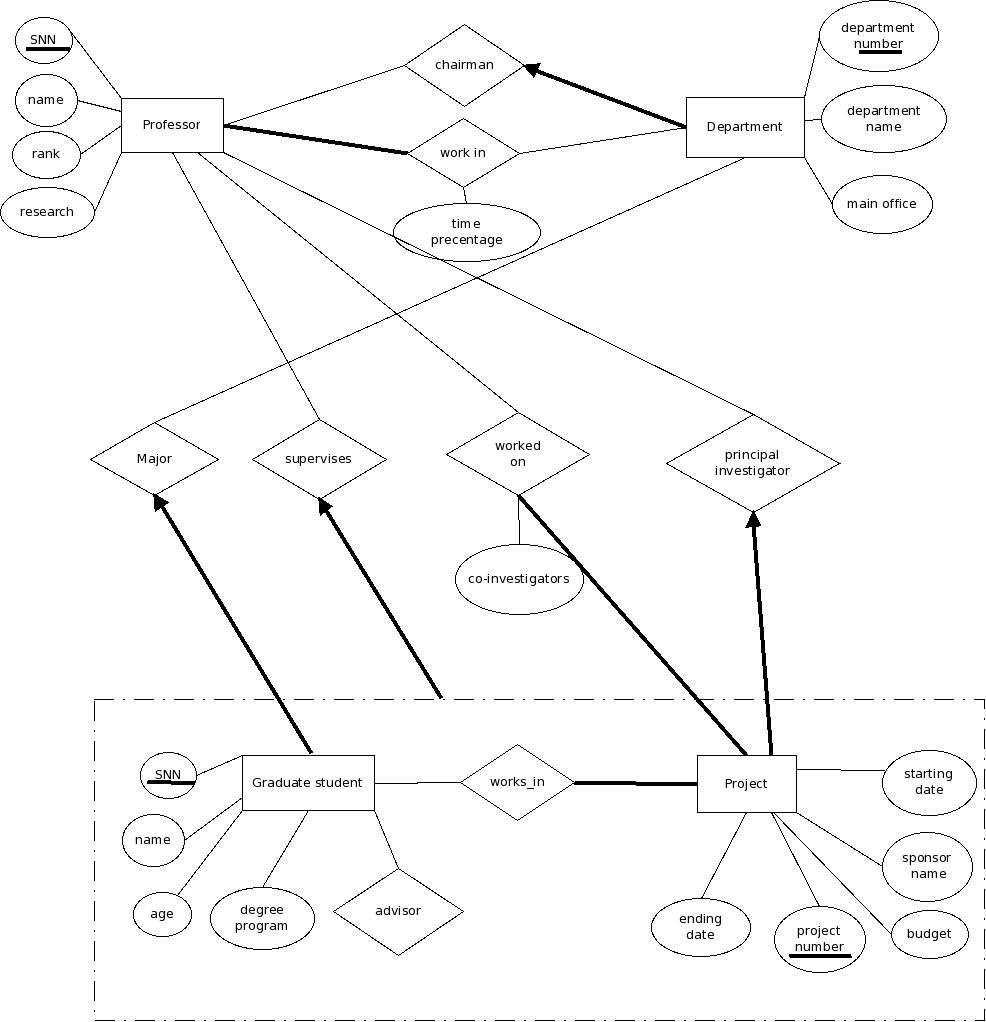 SNN
name
rank
research
Professor
chairman
work in
time
precentage
Department
department
number
department
name
main office
Major
supervises
worked
on
principal
investigator
co-investigators
SNN
name
age
degree
program
Graduate student
advisor
works_in
Project
starting
date
sponsor
name
budget
project
number
ending
date